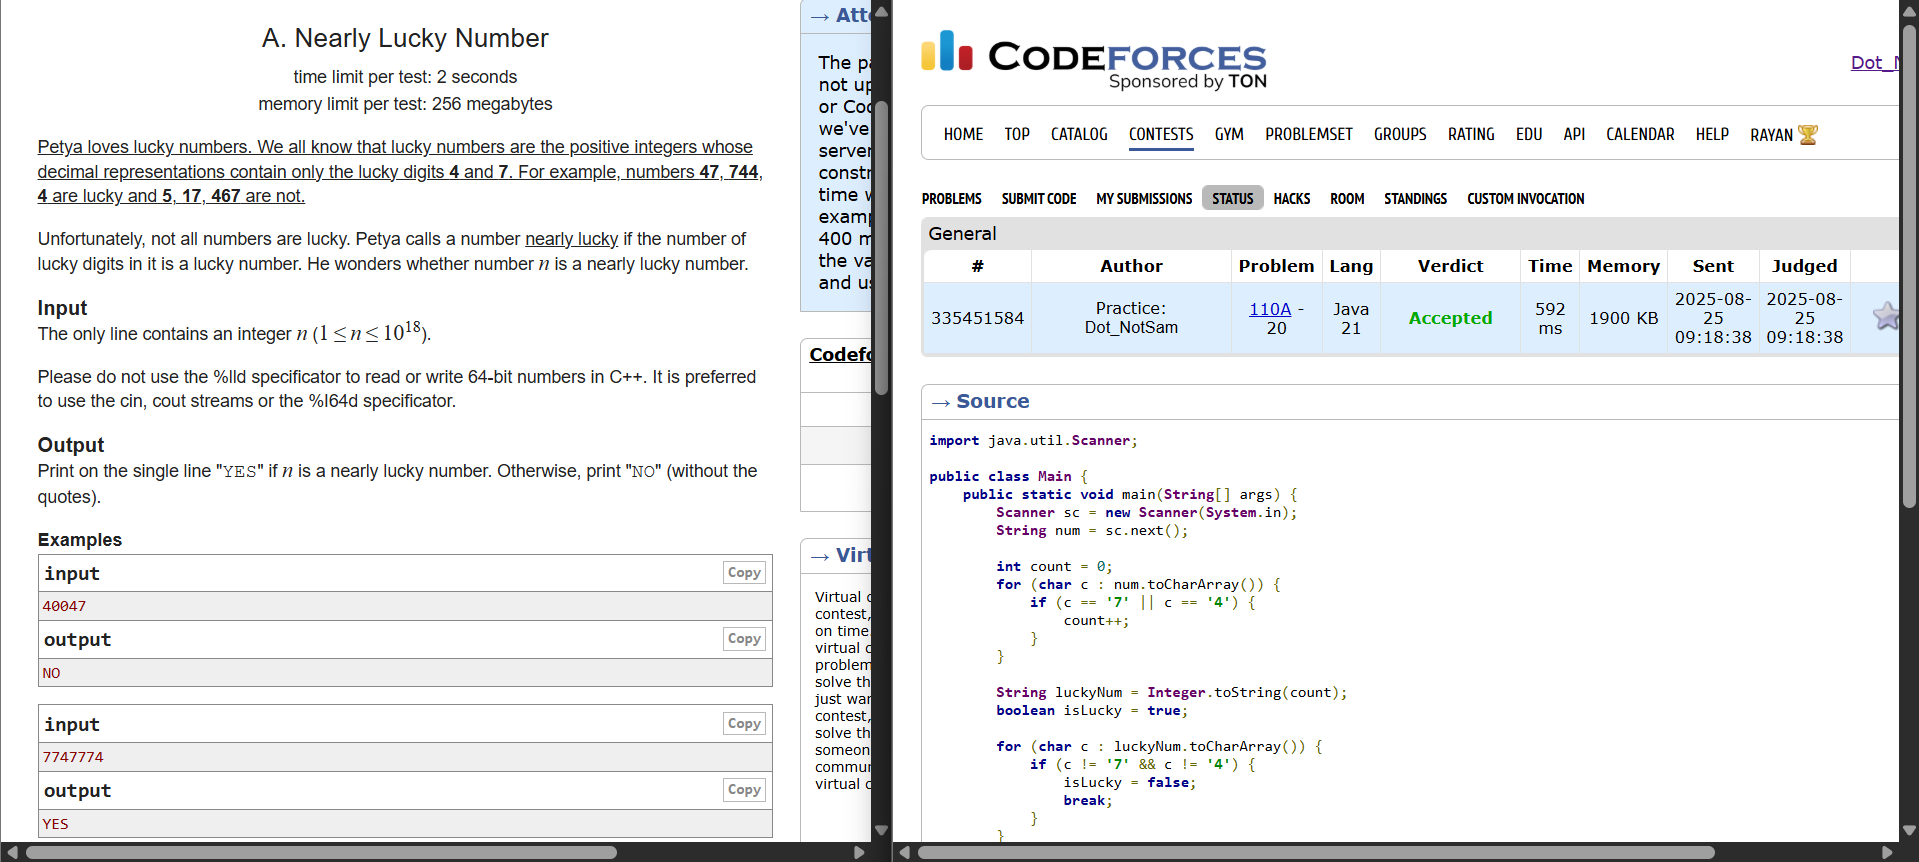 A. Nearly Lucky Number
time limit per test: 2 seconds
memory limit per test: 256 megabytes
Petya loves lucky numbers. We all know that lucky numbers are the positive integers whose
decimal representations contain only the lucky digits 4 and 7. For example, numbers 47, 744,
4 are lucky and 5, 17, 467 are not.
Unfortunately, not all numbers are lucky. Petya calls a number nearly lucky if the number of
lucky digits in it is a lucky number. He wonders whether number n is a nearly lucky number.
Input
The only line contains an integer n (1 ≤ n ≤ 10^18).
Please do not use the %lld specificator to read or write 64-bit numbers in C++. It is preferred
to use the cin, cout streams or the %I64d specificator.
Output
Print on the single line "YES" if n is a nearly lucky number. Otherwise, print "NO" (without the
quotes).
Examples
input
Copy
40047
output
Copy
NO
input
Copy
7747774
output
Copy
YES
→ Att
The p
not up
or Co
we've
server
constr
time w
examp
400 m
the va
and us
Codef
→ Virt
Virtual c
contest,
on time.
virtual c
problem
solve th
just wan
contest,
solve th
someon
commun
virtual c
CODEFORCES
Sponsored by TON
Dot_N
HOME TOP CATALOG CONTESTS GYM PROBLEMSET GROUPS RATING EDU API CALENDAR HELP RAYAN
PROBLEMS SUBMIT CODE MY SUBMISSIONS STATUS HACKS ROOM STANDINGS CUSTOM INVOCATION
General
# Author Problem Lang Verdict Time Memory Sent Judged
335451584 Practice: Dot_NotSam 110A - 20 Java 21 Accepted 592 ms 1900 KB 2025-08-25 09:18:38 2025-08-25 09:18:38
→ Source
import java.util.Scanner;
public class Main {
public static void main(String[] args) {
Scanner sc = new Scanner(System.in);
String num = sc.next();
int count = 0;
for (char c : num.toCharArray()) {
if (c == '7' || c == '4') {
count++;
}
}
String luckyNum = Integer.toString(count);
boolean isLucky = true;
for (char c : luckyNum.toCharArray()) {
if (c != '7' && c != '4') {
isLucky = false;
break;
}
}